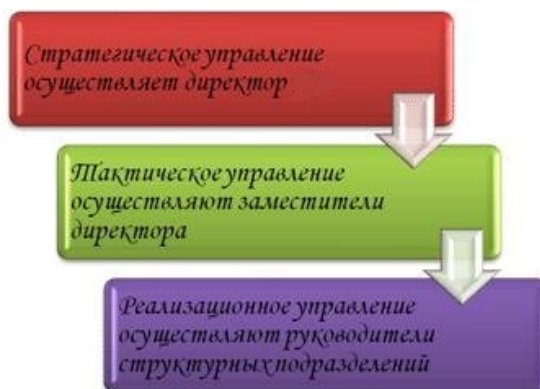 Стратегическое управление
осуществляет директор
Тактическое управление
осуществляют заместители
директора
Реализационное управление
осуществляют руководители
структурных подразделений